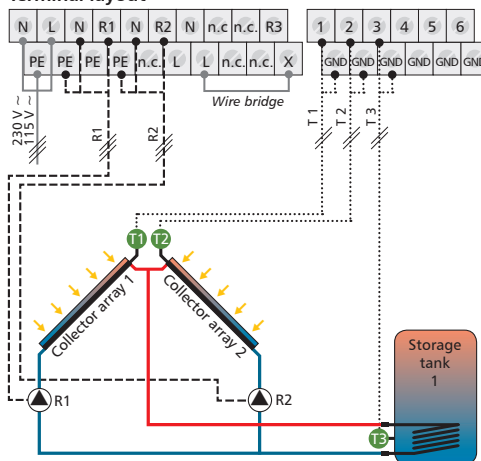 Terminal layout
N L N R1 N R2 N n.c n.c. R3
PE PE PE PE n.c. L L n.c. n.c. X
1 2 3 4 5 6
GND GND GND GND GND GND
Wire bridge
230 V ~
115 V ~
R1
R2
T 1
T 2
T 3
T1 T2
Collector array 1
Collector array 2
Storage
tank
1
R1
R2
T3